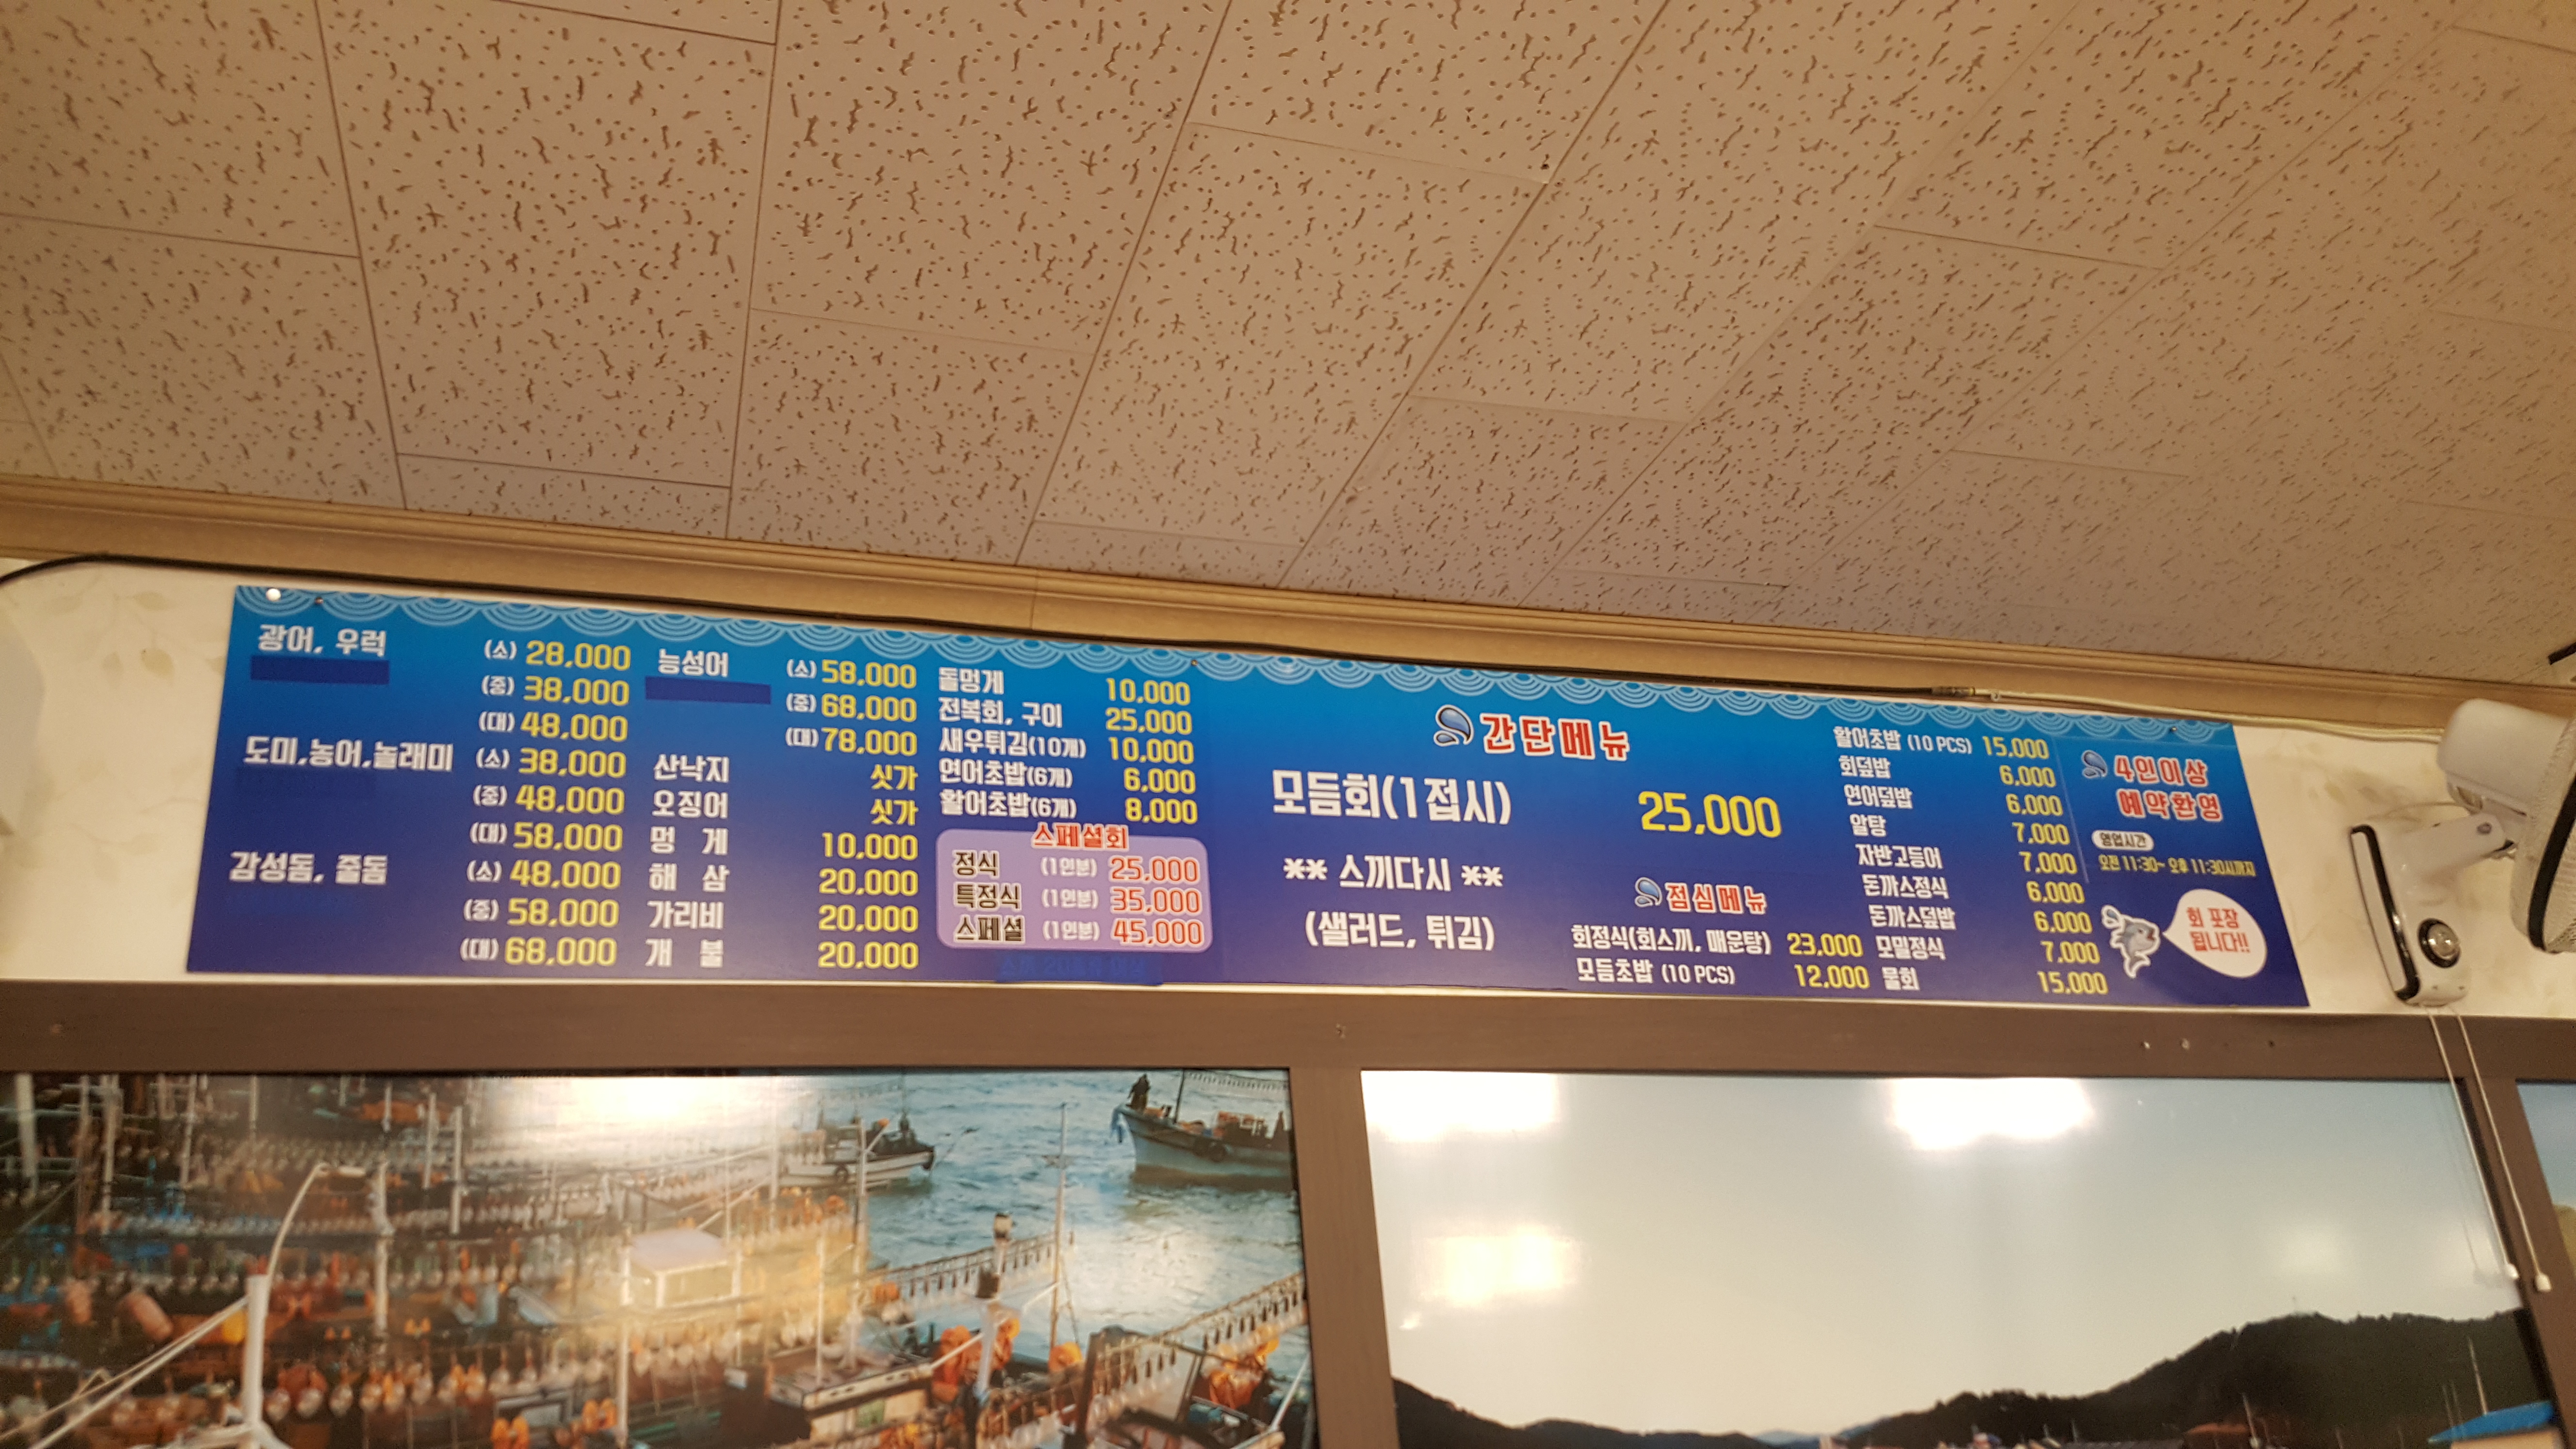 광어, 우럭 (소) 28,000
(중) 38,000
(대) 48,000
도미,농어,놀래미 (소) 38,000
(중) 48,000
(대) 58,000
감성돔, 줄돔 (소) 48,000
(중) 58,000
(대) 68,000
능성어 (소) 58,000
(중) 68,000
(대) 78,000
산낙지 싯가
오징어 싯가
멍 게 10,000
해 삼 20,000
가리비 20,000
개 불 20,000
돌멍게 10,000
전복회, 구이 25,000
새우튀김(10개) 10,000
연어초밥(6개) 6,000
활어초밥(6개) 8,000
스페셜회
정식 (1인분) 25,000
특정식 (1인분) 35,000
스페셜 (1인분) 45,000
간단메뉴
모듬회(1접시) 25,000
** 스끼다시 **
(샐러드, 튀김)
점심메뉴
회정식(회스끼, 매운탕) 23,000
모듬초밥 (10 PCS) 12,000
활어초밥 (10 PCS) 15,000
회덮밥 6,000
연어덮밥 6,000
알탕 7,000
자반고등어 7,000
돈까스정식 6,000
돈까스덮밥 6,000
모밀정식 7,000
물회 15,000
4인이상
예약환영
영업시간
오전 11:30~ 오후 11:30시까지
회 포장
됩니다!!